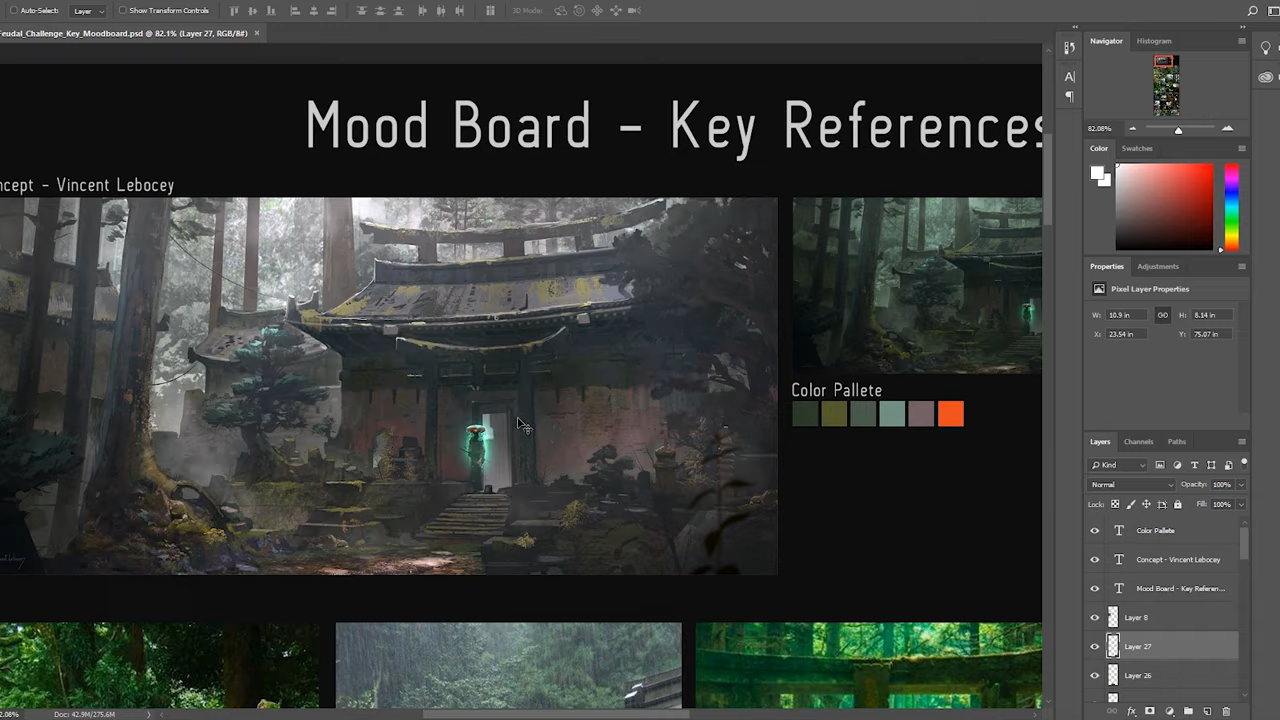 Auto-Select: Layer Show Transform Controls 3D Mode:
Feudal_Challenge_Key_Moodboard.psd @ 82.1% (Layer 27, RGB/8#) ×
Mood Board - Key References
ncept - Vincent Lebocey
Color Pallete
Navigator Histogram
82.08%
Color Swatches
Properties Adjustments
Pixel Layer Properties
W: 10.9 in GO H: 8.14 in
X: 23.54 in Y: 75.07 in
Layers Channels Paths
Kind
Normal Opacity: 100%
Lock: Fill: 100%
Color Pallete
Concept - Vincent Lebocey
Mood Board - Key Referen...
Layer 8
Layer 27
Layer 26
2.08% Doc: 42.9M/275.6M